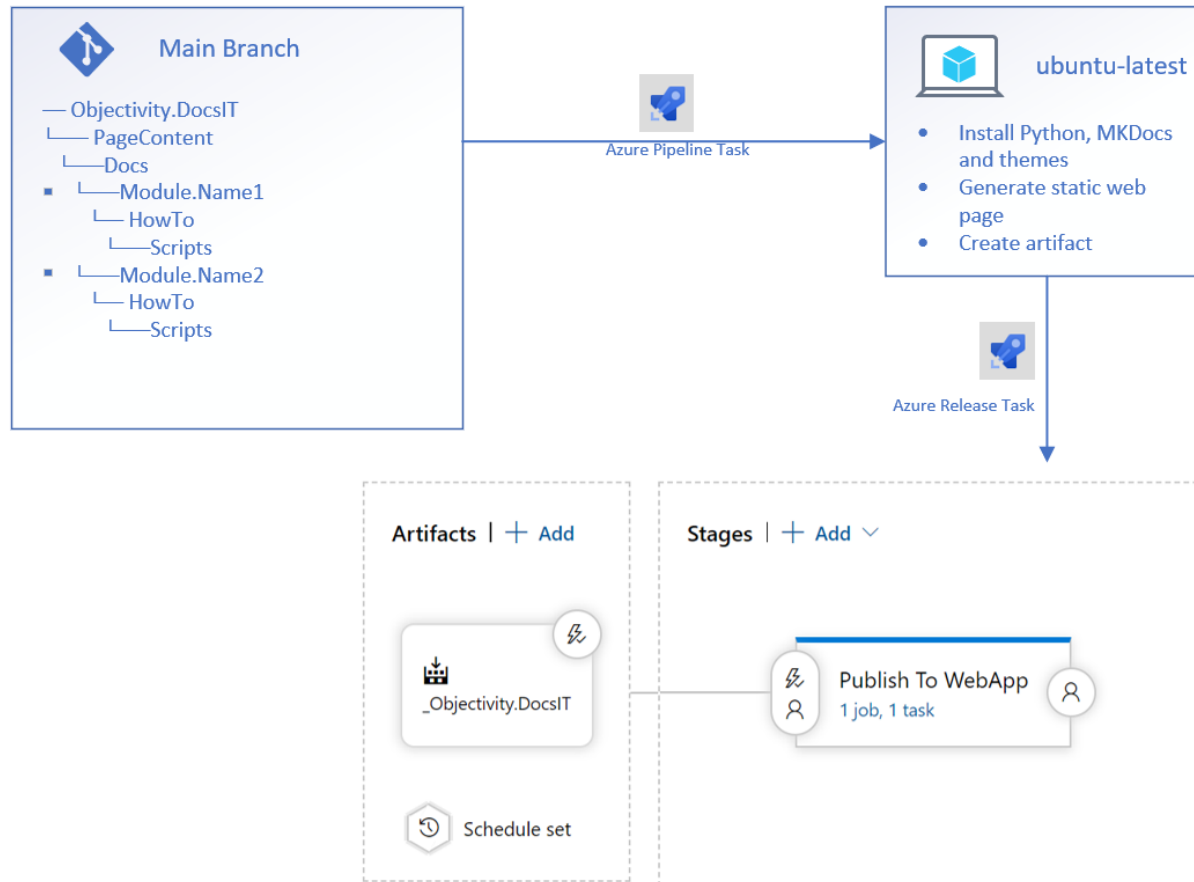 Main Branch
— Objectivity.DocsIT
└── PageContent
└──Docs
▪ └──Module.Name1
└── HowTo
└──Scripts
▪ └──Module.Name2
└── HowTo
└──Scripts
Azure Pipeline Task
ubuntu-latest
• Install Python, MKDocs
and themes
• Generate static web
page
• Create artifact
Azure Release Task
Artifacts | + Add
_Objectivity.DocsIT
Schedule set
Stages | + Add
Publish To WebApp
1 job, 1 task